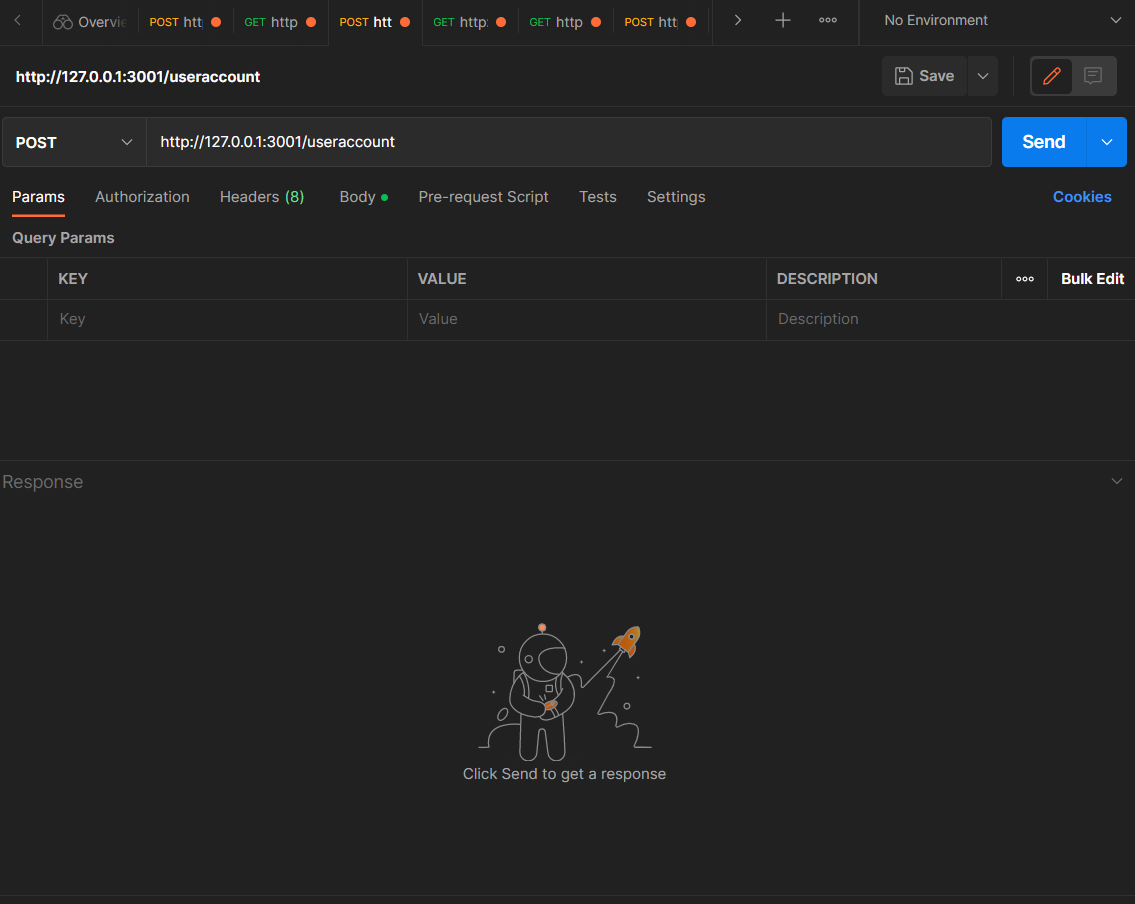 Overvie POST htt GET http POST htt GET http: GET http POST htt No Environment
http://127.0.0.1:3001/useraccount Save
POST http://127.0.0.1:3001/useraccount Send
Params Authorization Headers (8) Body Pre-request Script Tests Settings Cookies
Query Params
KEY VALUE DESCRIPTION Bulk Edit
Key Value Description
Response
Click Send to get a response